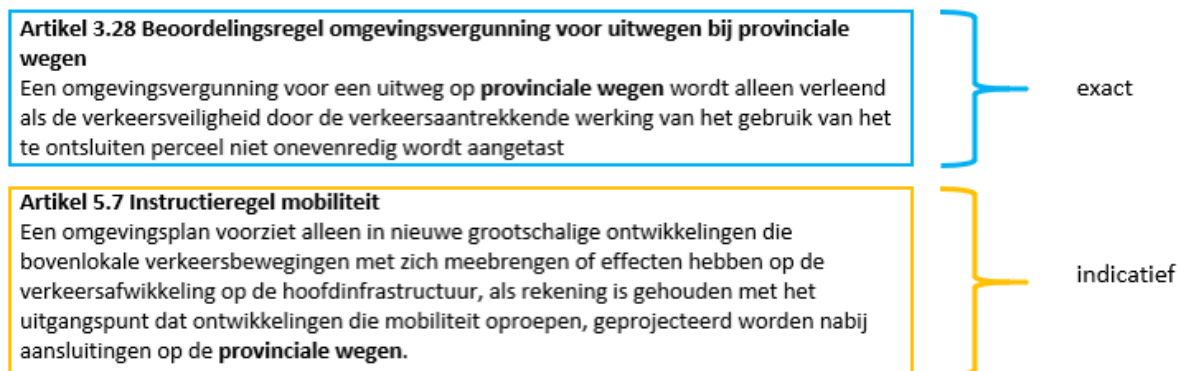 Artikel 3.28 Beoordelingsregel omgevingsvergunning voor uitwegen bij provinciale
wegen
Een omgevingsvergunning voor een uitweg op provinciale wegen wordt alleen verleend
als de verkeersveiligheid door de verkeersaantrekkende werking van het gebruik van het
te ontsluiten perceel niet onevenredig wordt aangetast
exact
Artikel 5.7 Instructieregel mobiliteit
Een omgevingsplan voorziet alleen in nieuwe grootschalige ontwikkelingen die
bovenlokale verkeersbewegingen met zich meebrengen of effecten hebben op de
verkeersafwikkeling op de hoofdinfrastructuur, als rekening is gehouden met het
uitgangspunt dat ontwikkelingen die mobiliteit oproepen, geprojecteerd worden nabij
aansluitingen op de provinciale wegen.
indicatief